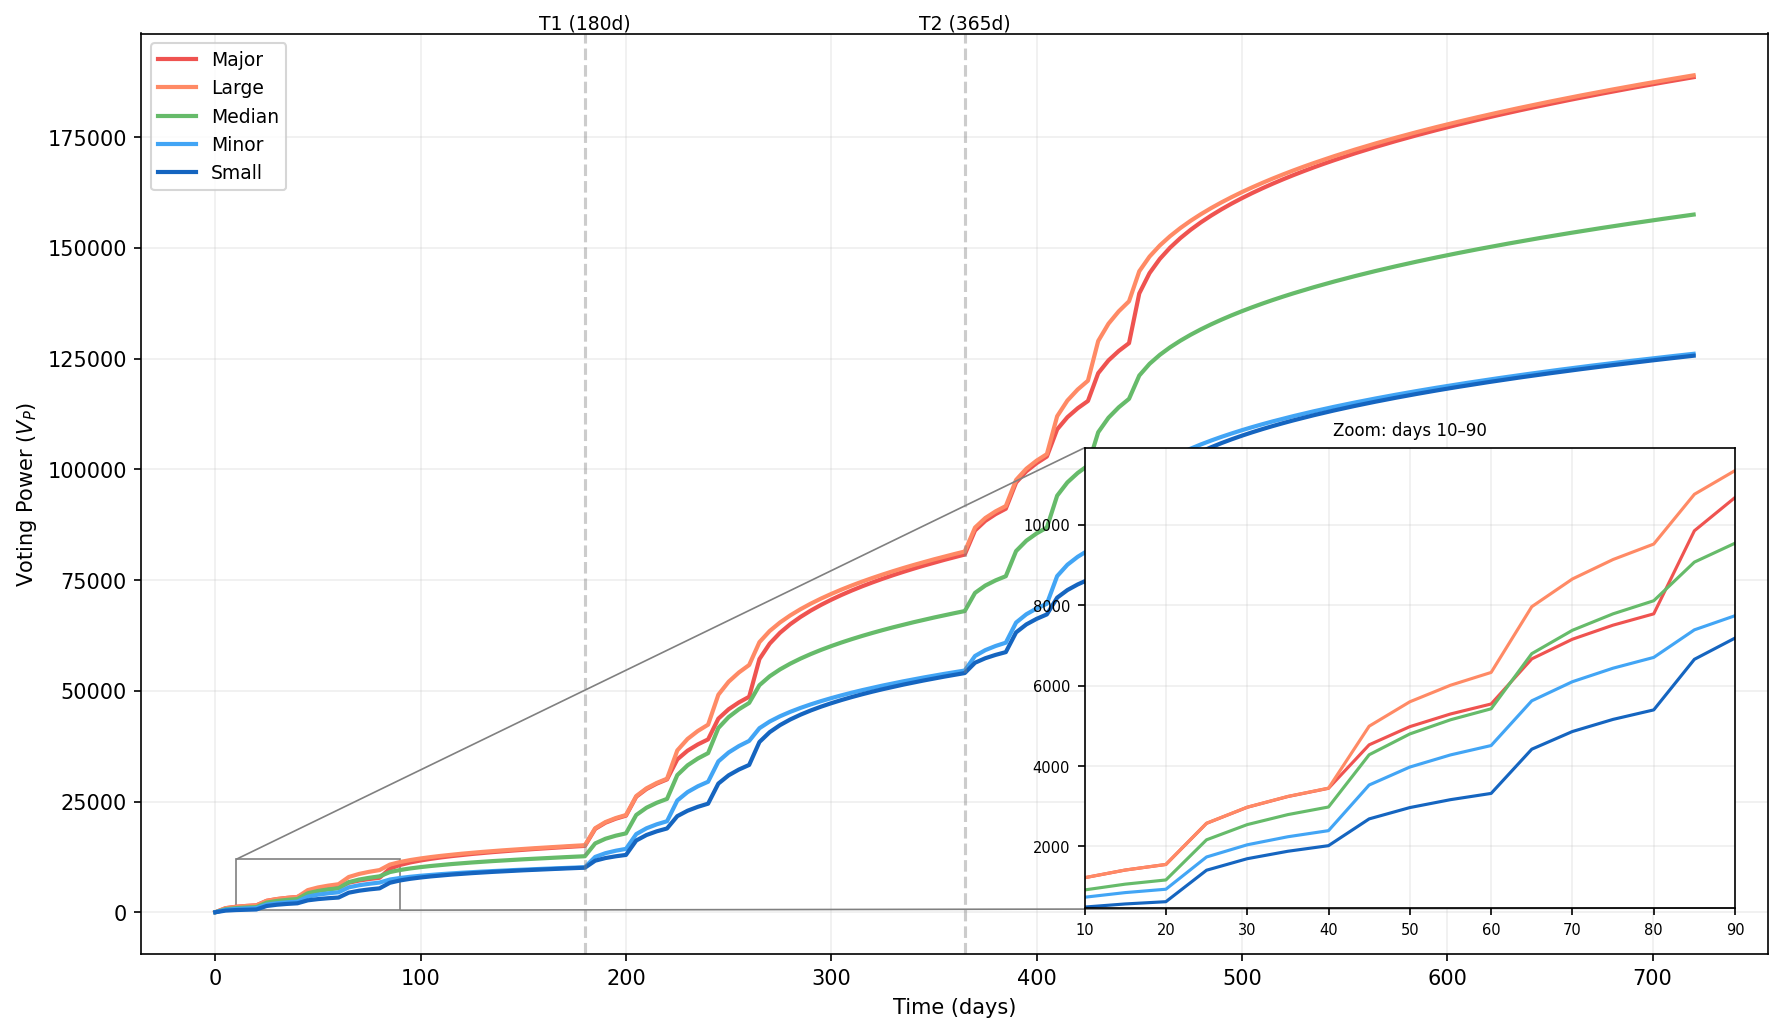 T1 (180d)
T2 (365d)
Major
Large
Median
Minor
Small
175000
150000
125000
100000
75000
50000
25000
0
Voting Power (V_P)
0 100 200 300 400 500 600 700
Time (days)
Zoom: days 10–90
10000
8000
6000
4000
2000
10 20 30 40 50 60 70 80 90